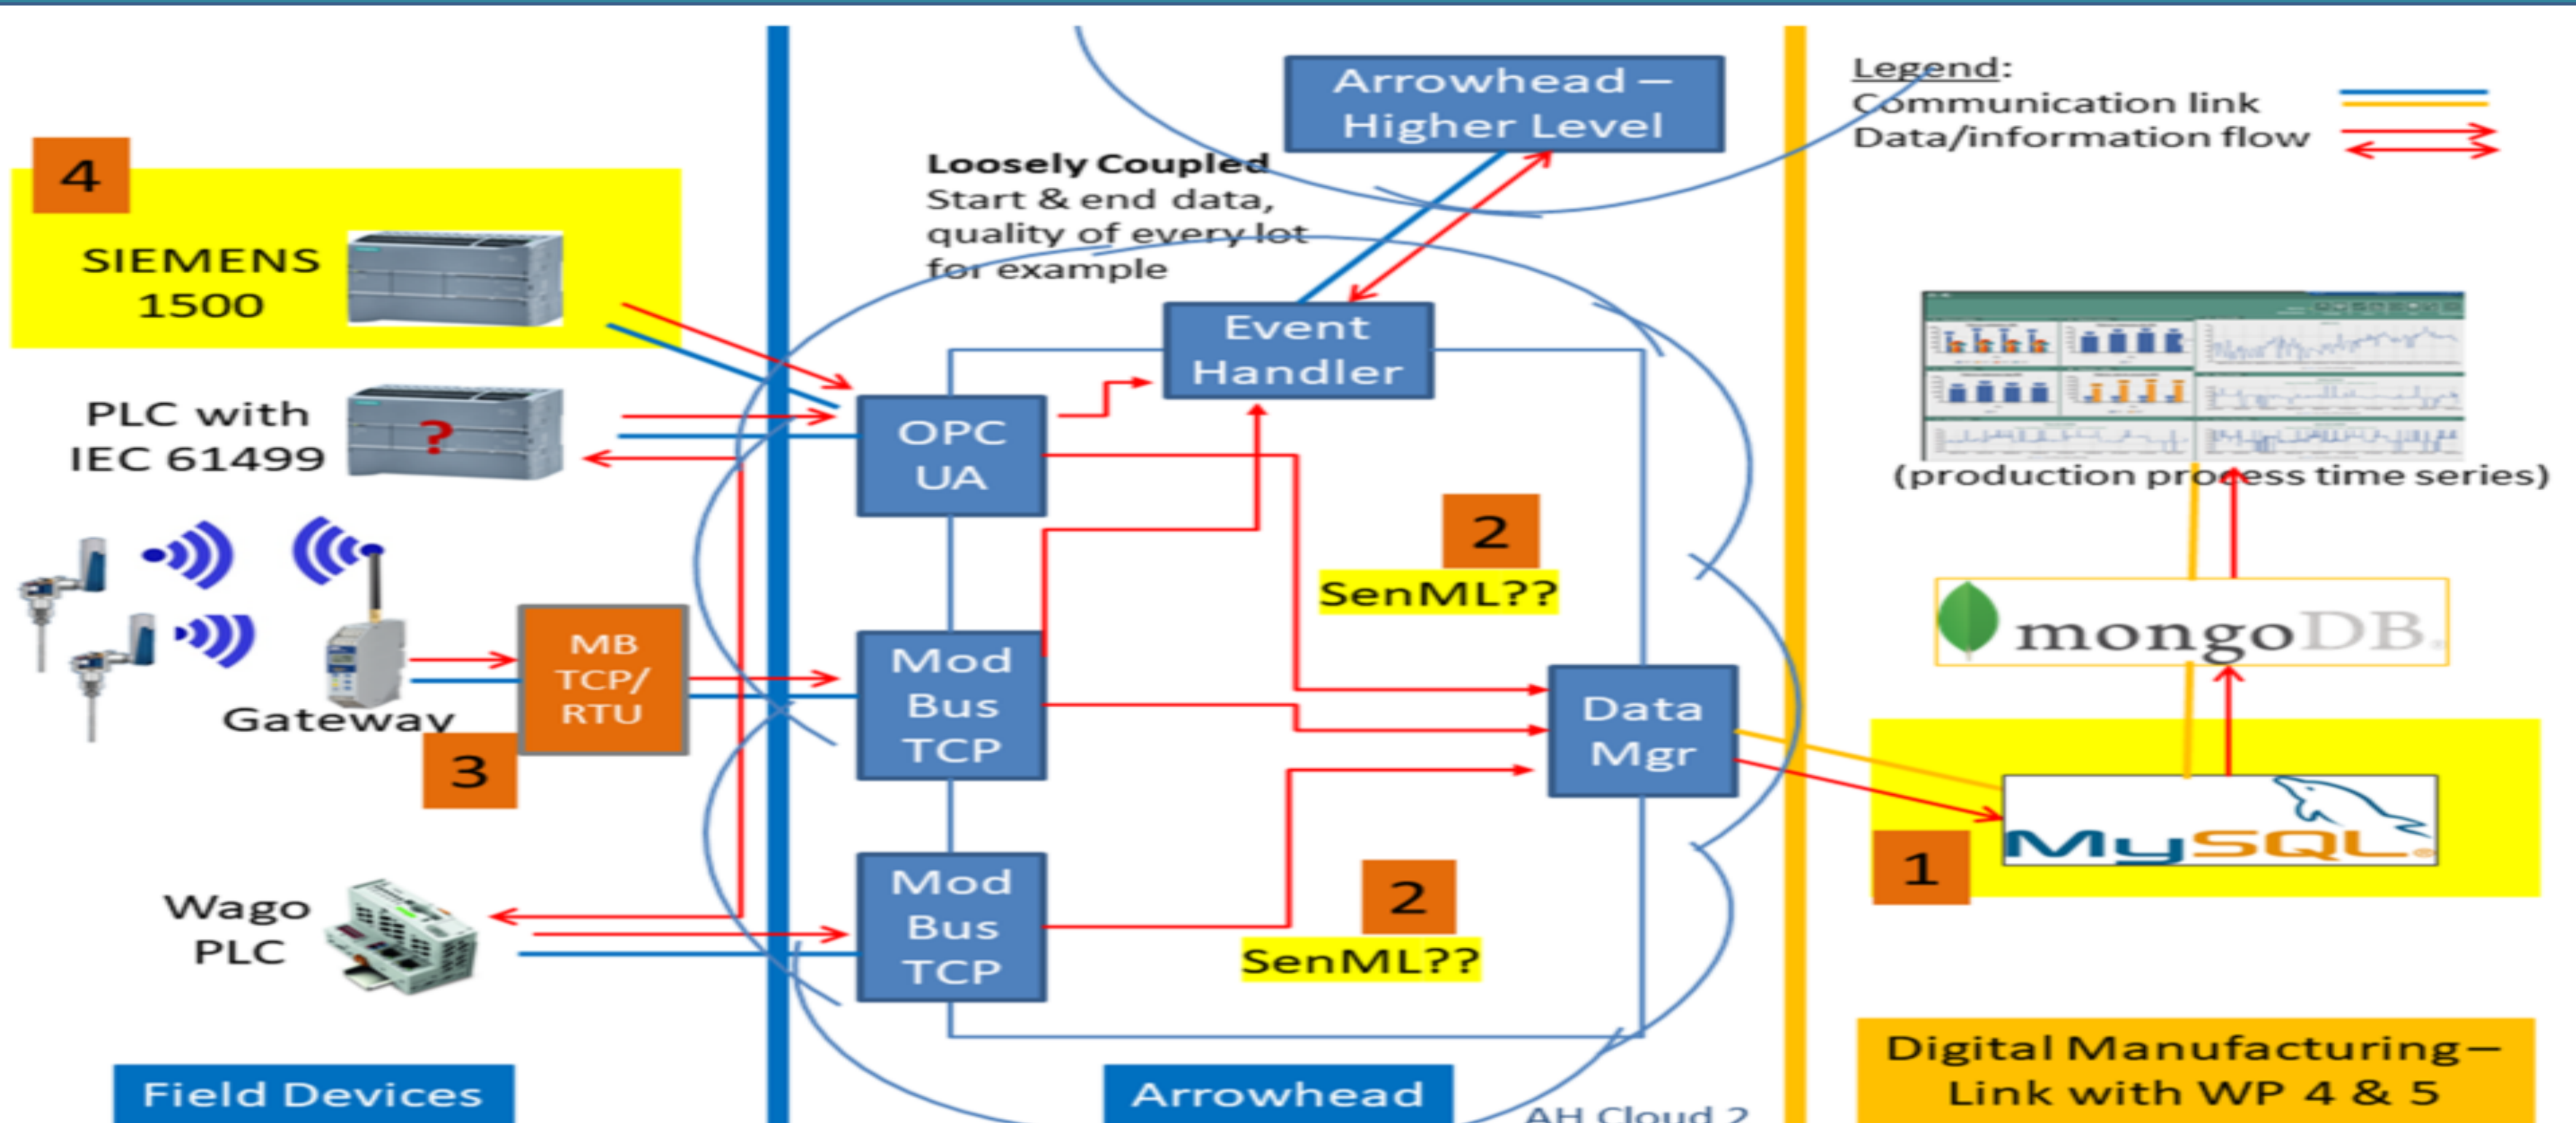 Legend:
Communication link
Data/information flow
Arrowhead –
Higher Level
Loosely Coupled
Start & end data,
quality of every lot
for example
4
SIEMENS
1500
PLC with
IEC 61499
?
Gateway
MB
TCP/
RTU
3
Wago
PLC
Field Devices
Event
Handler
OPC
UA
2
SenML??
Mod
Bus
TCP
Data
Mgr
Mod
Bus
TCP
2
SenML??
Arrowhead
AH Cloud 2
(production process time series)
mongoDB
MySQL
1
Digital Manufacturing–
Link with WP 4 & 5